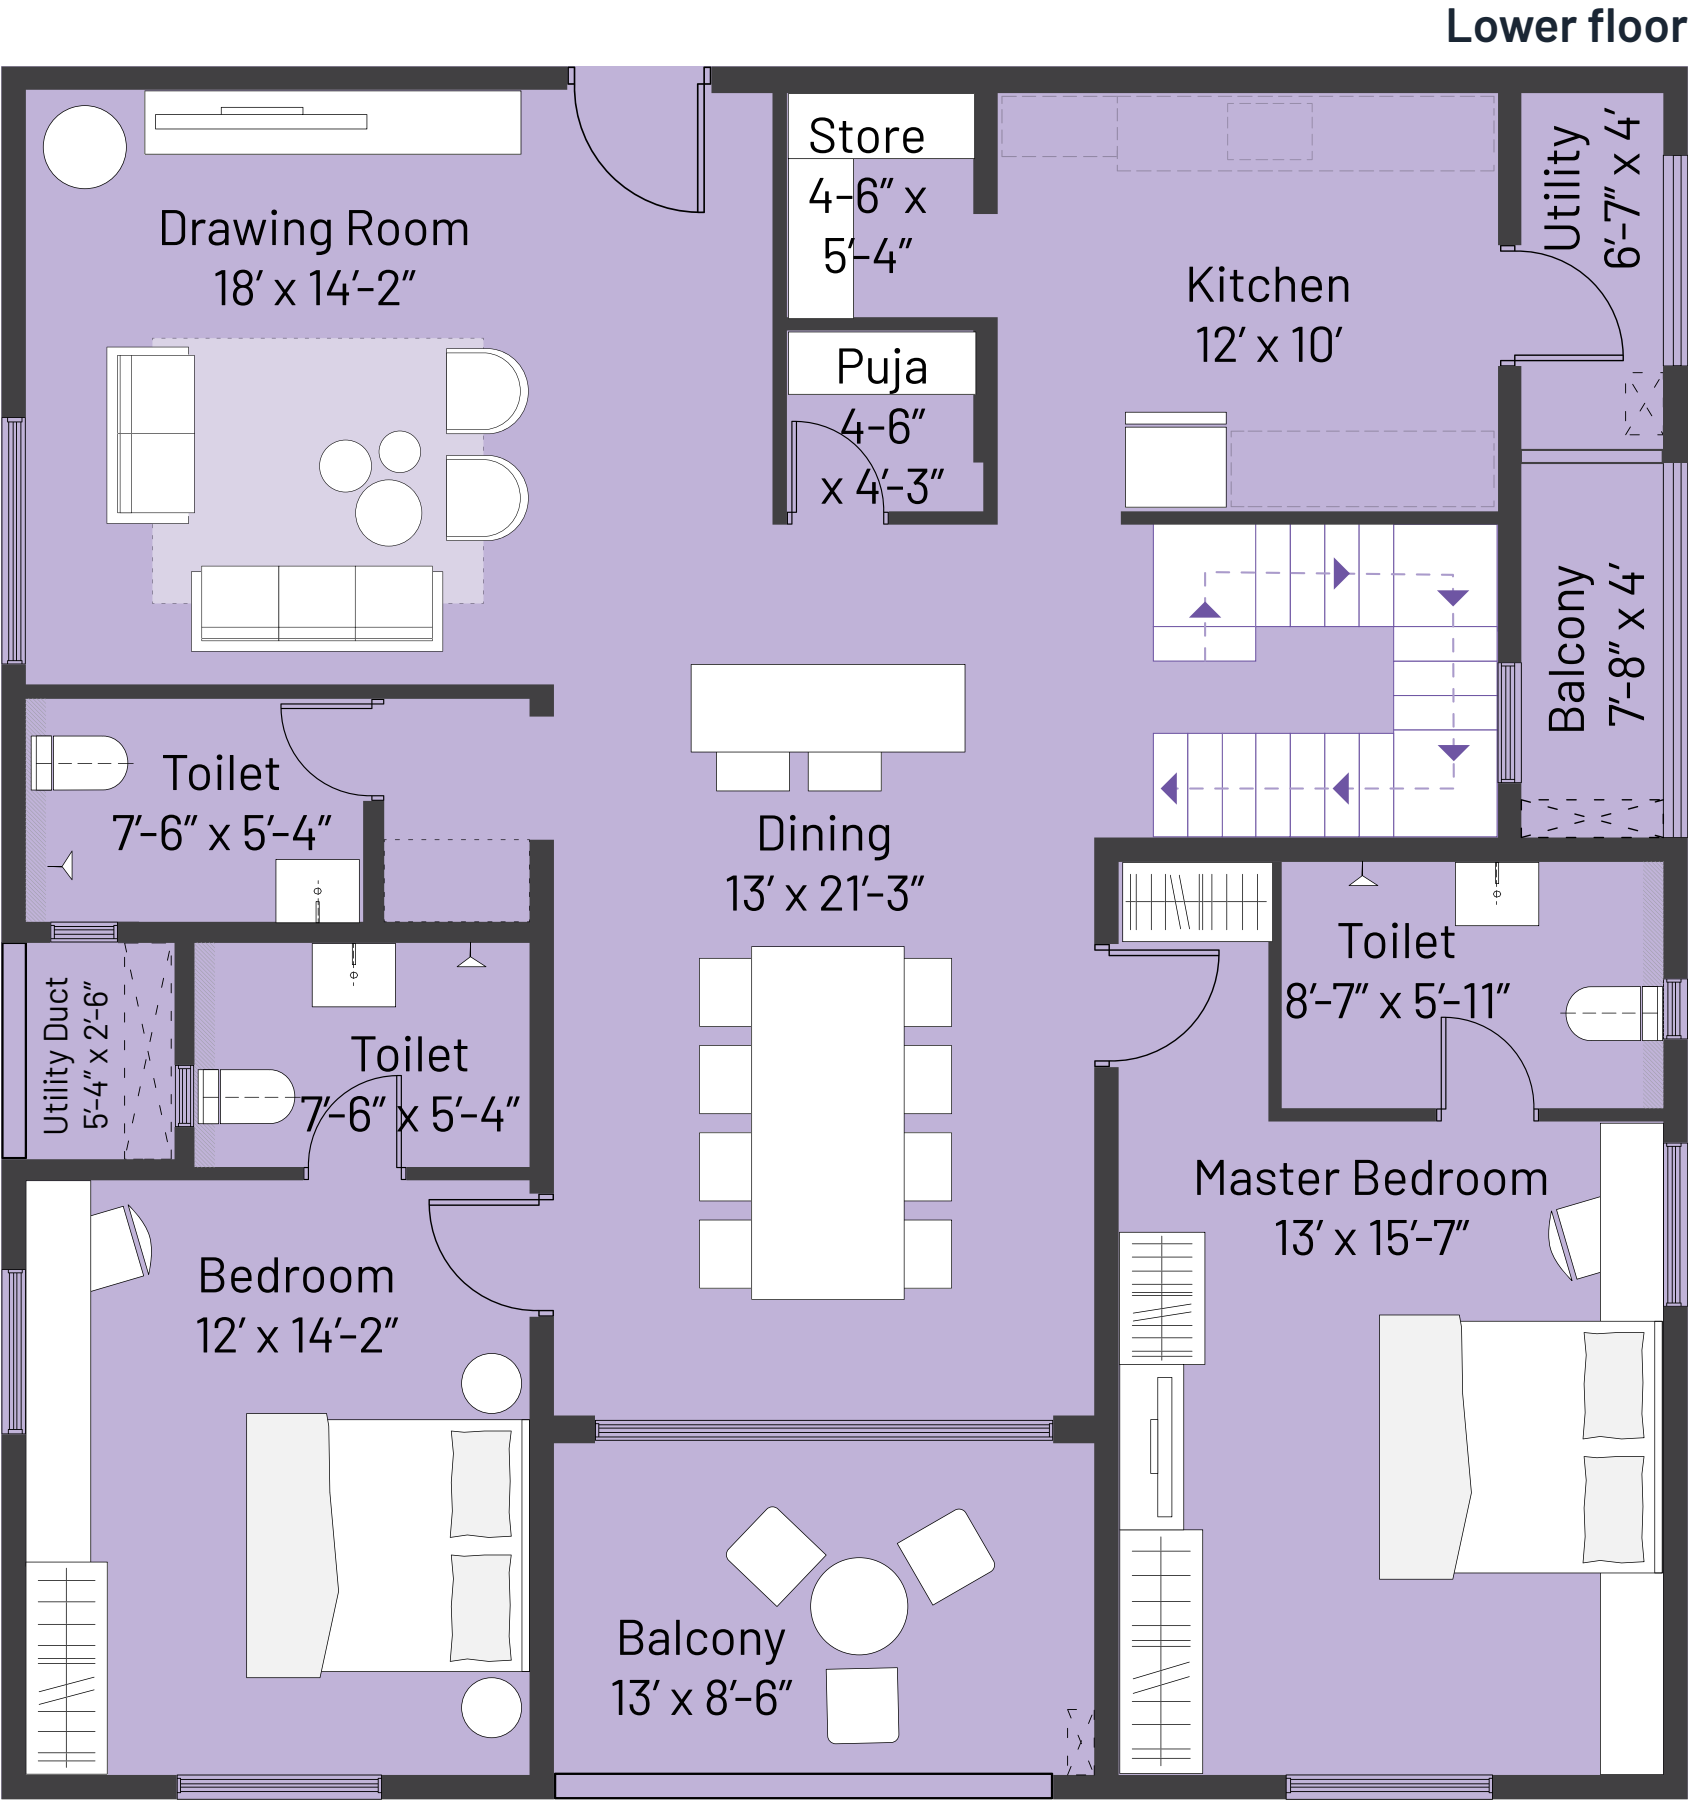 Lower floor
Drawing Room
18′ x 14′-2″
Store
4-6″ x
5′-4″
Kitchen
12′ x 10′
Utility
6′-7″ x 4′
Puja
4-6″
x 4′-3″
Balcony
7′-8″ x 4′
Toilet
7′-6″ x 5′-4″
Dining
13′ x 21′-3″
Toilet
8′-7″ x 5′-11″
Utility Duct
5′-4″ x 2′-6″
Toilet
7′-6″ x 5′-4″
Master Bedroom
13′ x 15′-7″
Bedroom
12′ x 14′-2″
Balcony
13′ x 8′-6″